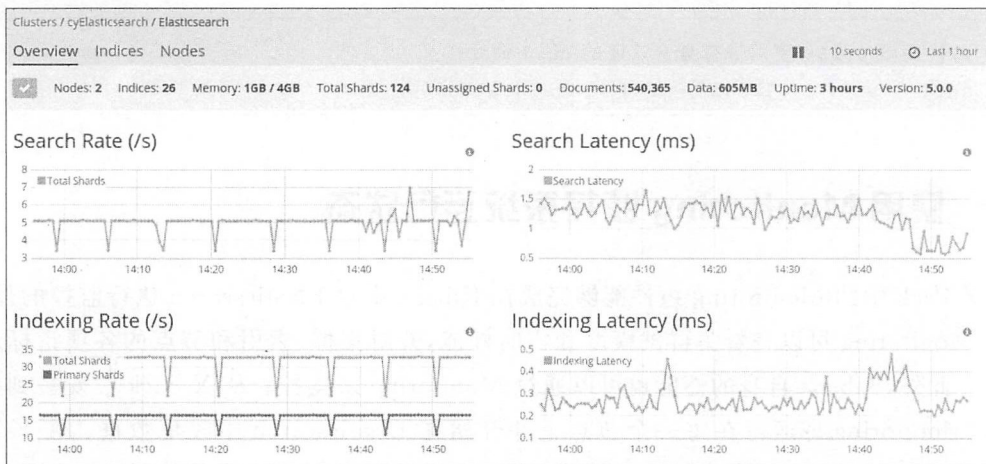 Clusters / cyElasticsearch / Elasticsearch
Overview Indices Nodes 10 seconds Last 1 hour
Nodes: 2 Indices: 26 Memory: 1GB / 4GB Total Shards: 124 Unassigned Shards: 0 Documents: 540,365 Data: 605MB Uptime: 3 hours Version: 5.0.0
Search Rate (/s)
Total Shards
8
7
6
5
4
3
14:00 14:10 14:20 14:30 14:40 14:50
Search Latency (ms)
Search Latency
2
1.5
1
0.5
14:00 14:10 14:20 14:30 14:40 14:50
Indexing Rate (/s)
Total Shards
Primary Shards
35
30
25
20
15
10
14:00 14:10 14:20 14:30 14:40 14:50
Indexing Latency (ms)
Indexing Latency
0.5
0.4
0.3
0.2
0.1
14:00 14:10 14:20 14:30 14:40 14:50